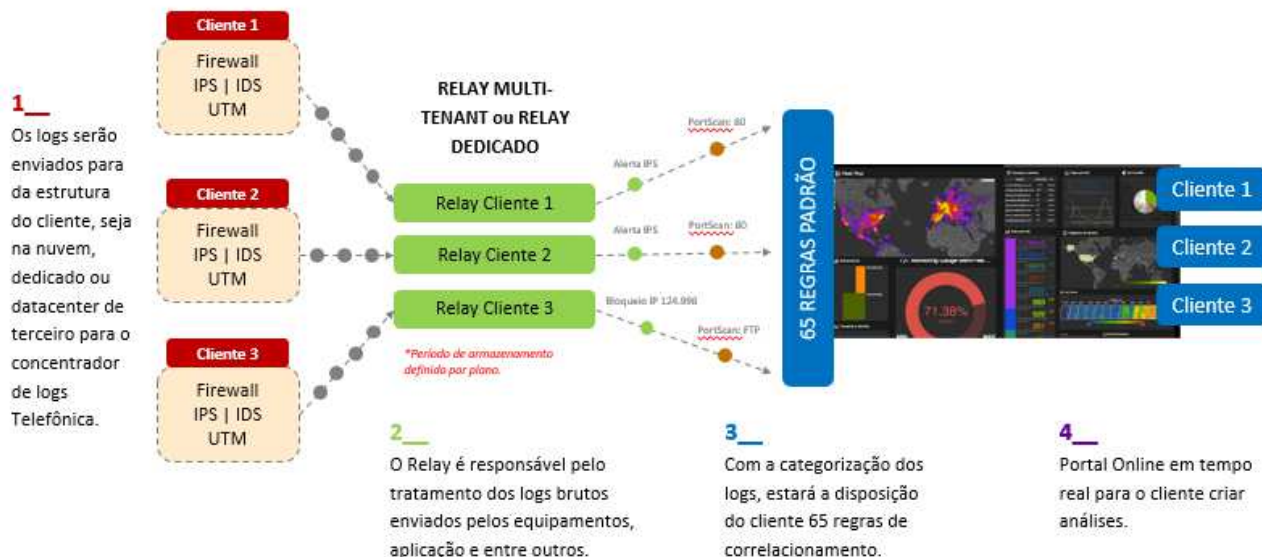 Cliente 1
Firewall
IPS | IDS
UTM
1__
Os logs serão
enviados para
da estrutura
do cliente, seja
na nuvem,
dedicado ou
datacenter de
terceiro para o
concentrador
de logs
Telefônica.
Cliente 2
Firewall
IPS | IDS
UTM
Cliente 3
Firewall
IPS | IDS
UTM
RELAY MULTI-
TENANT ou RELAY
DEDICADO
Relay Cliente 1
Relay Ciente 2
Relay Cliente 3
*Período de armazenamento
definido por plano.
Alerta IPS
PortScan: 80
Alerta IPS
PortScan: 80
Bloqueio IP 124.998
PortScan: FTP
65 REGRAS PADRÃO
71.38%
Cliente 1
Cliente 2
Cliente 3
2__
O Relay é responsável pelo
tratamento dos logs brutos
enviados pelos equipamentos,
aplicação e entre outros.
3__
Com a categorização dos
logs, estará a disposição
do cliente 65 regras de
correlacionamento.
4__
Portal Online em tempo
real para o cliente criar
análises.